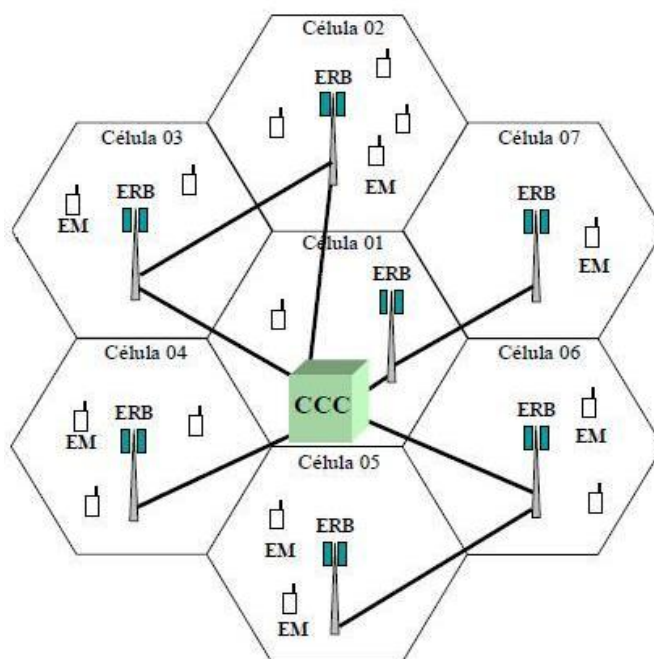 Célula 02
ERB
EM
Célula 03
ERB
EM
Célula 07
ERB
EM
Célula 01
ERB
CCC
Célula 04
ERB
EM
Célula 06
ERB
EM
Célula 05
ERB
EM
EM